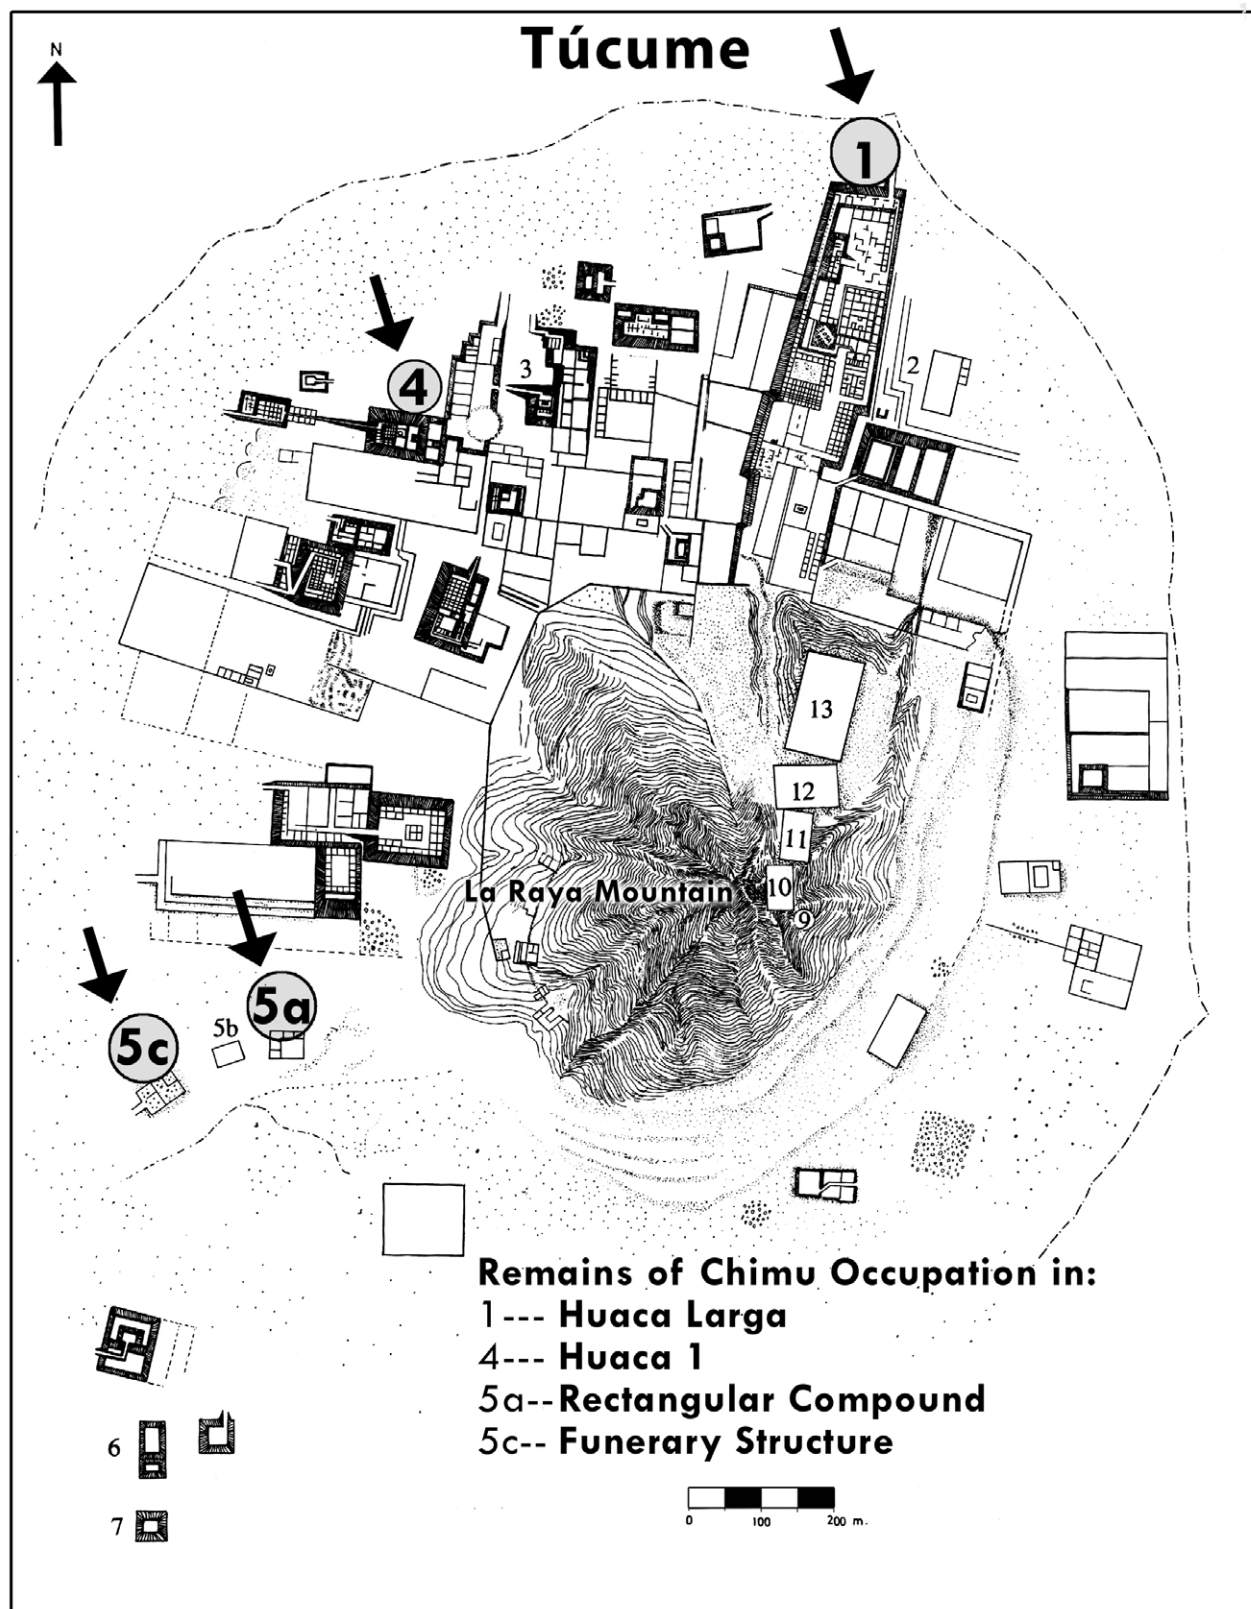 Túcume
N
1
2
3
4
13
12
11
La Raya Mountain
10
9
5a
5b
5c
Remains of Chimu Occupation in:
1--- Huaca Larga
4--- Huaca 1
5a--Rectangular Compound
5c-- Funerary Structure
6
7
0 100 200 m.